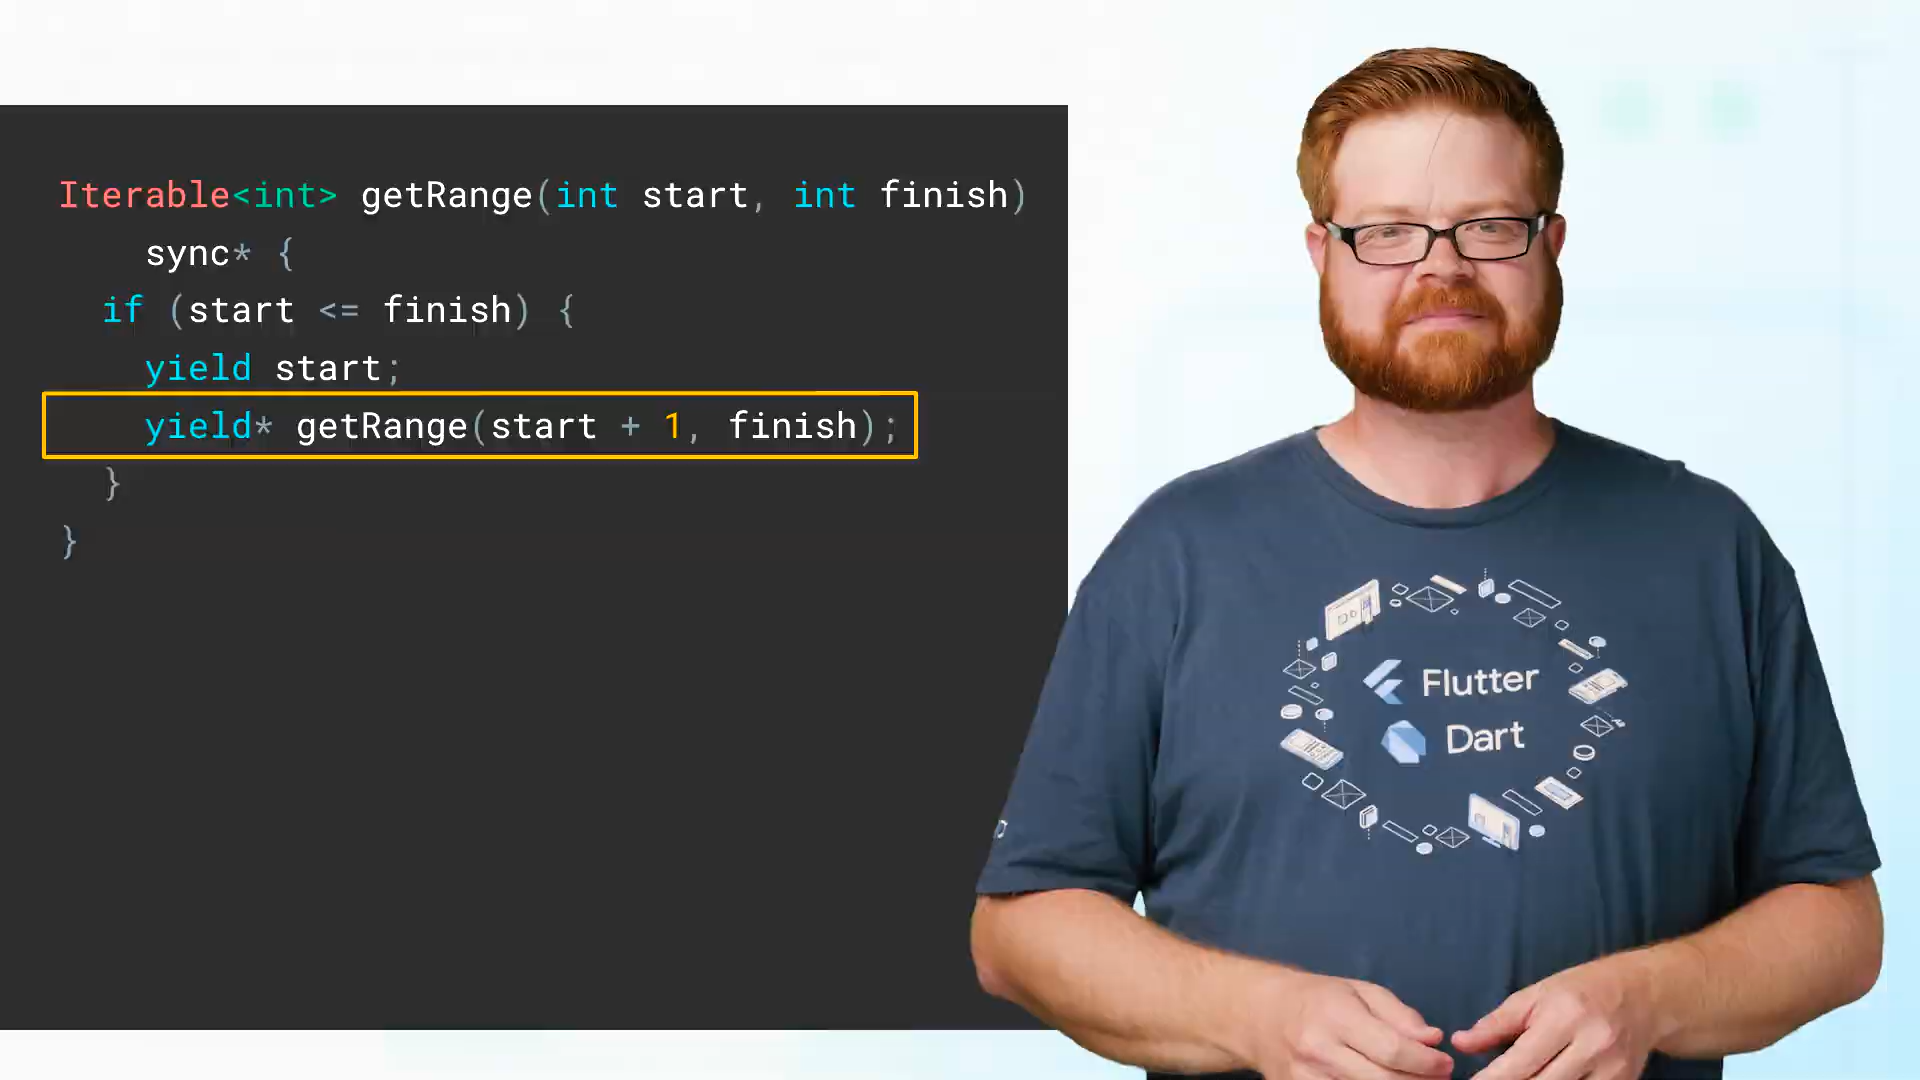 Iterable<int> getRange(int start, int finish)
sync* {
if (start <= finish) {
yield start;
yield* getRange(start + 1, finish);
}
}
Flutter
Dart